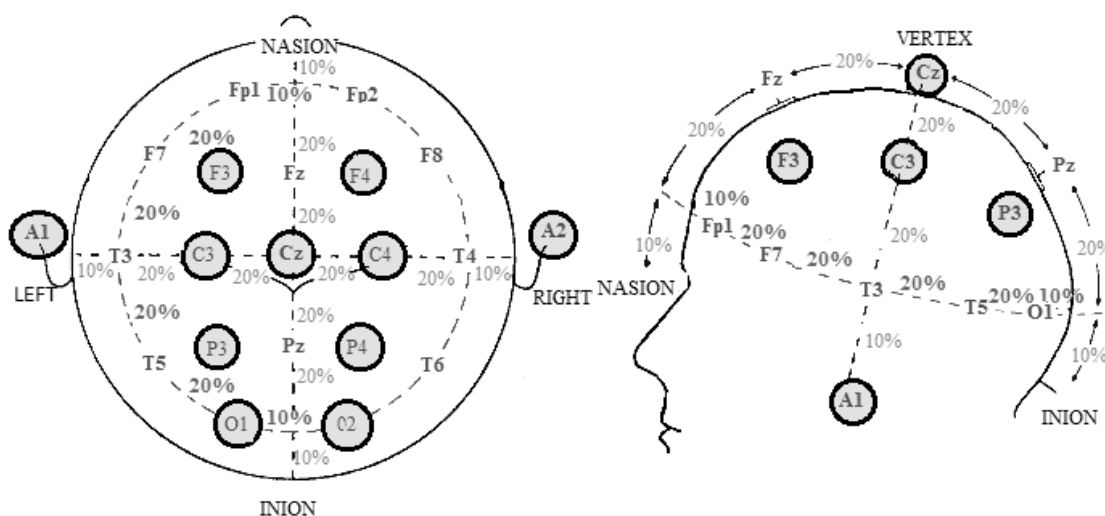 NASION
10%
Fp1 10% Fp2
20% 20%
F7 F8
F3 Fz F4
20% 20%
A1 A2
T3 C3 Cz C4 T4
10% 20% 20% 20% 20% 10%
LEFT RIGHT
20% 20%
P3 Pz P4
T5 T6
20% 20%
O1 10% 02
10%
INION
VERTEX
20% Cz
Fz
20% 20%
20%
F3 C3
Pz
10% P3
Fp1 20%
10% F7 20% 20%
NASION 20%
T3 20% 20% 10%
T5 O1
10% 10%
A1
INION